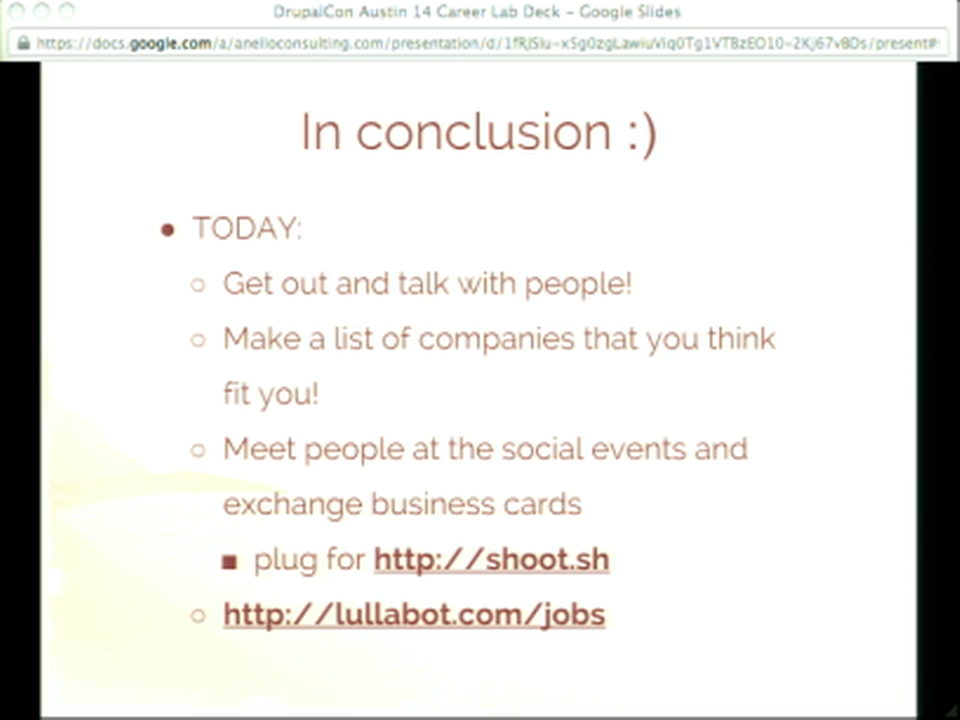 DrupalCon Austin 14 Career Lab Deck – Google Slides
In conclusion :)
TODAY:
Get out and talk with people!
Make a list of companies that you think
fit you!
Meet people at the social events and
exchange business cards
plug for http://shoot.sh
http://lullabot.com/jobs